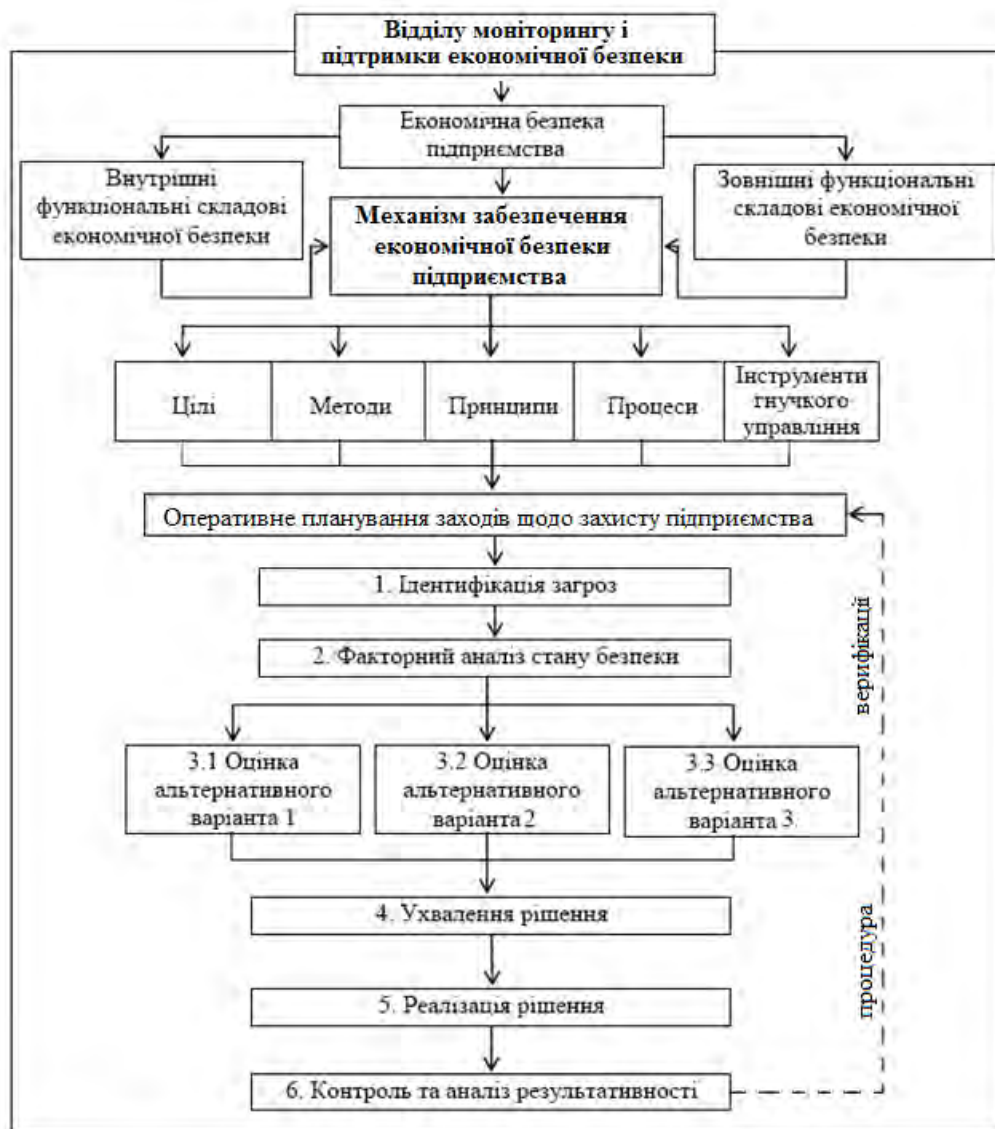 Відділу моніторингу і
підтримки економічної безпеки
Економічна безпека
підприємства
Внутрішні
функціональні складові
економічної безпеки
Зовнішні функціональні
складові економічної
безпеки
Механізм забезпечення
економічної безпеки
підприємства
Цілі
Методи
Принципи
Процеси
Інструменти
гнучкого
управління
Оперативне планування заходів щодо захисту підприємства
1. Ідентифікація загроз
2. Факторний аналіз стану безпеки
3.1 Оцінка
альтернативного
варіанта 1
3.2 Оцінка
альтернативного
варіанта 2
3.3 Оцінка
альтернативного
варіанта 3
4. Ухвалення рішення
5. Реалізація рішення
6. Контроль та аналіз результативності
процедура верифікації